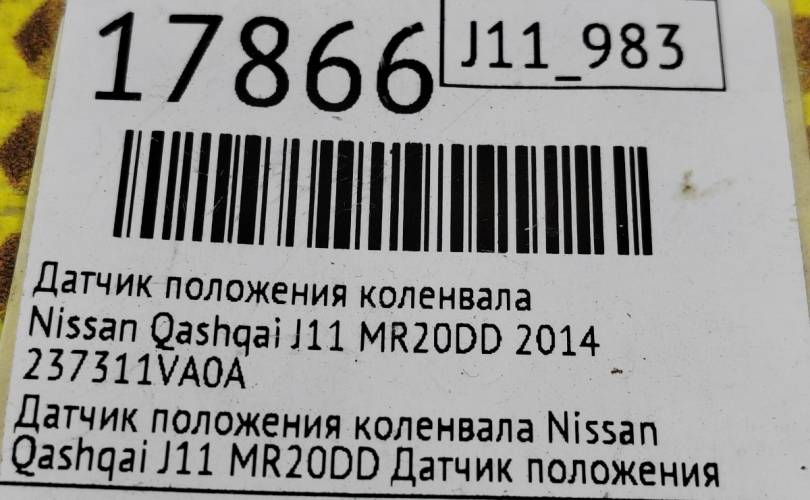 17866
J11_983
Датчик положения коленвала
Nissan Qashqai J11 MR20DD 2014
237311VA0A
Датчик положения коленвала Nissan
Qashqai J11 MR20DD Датчик положения